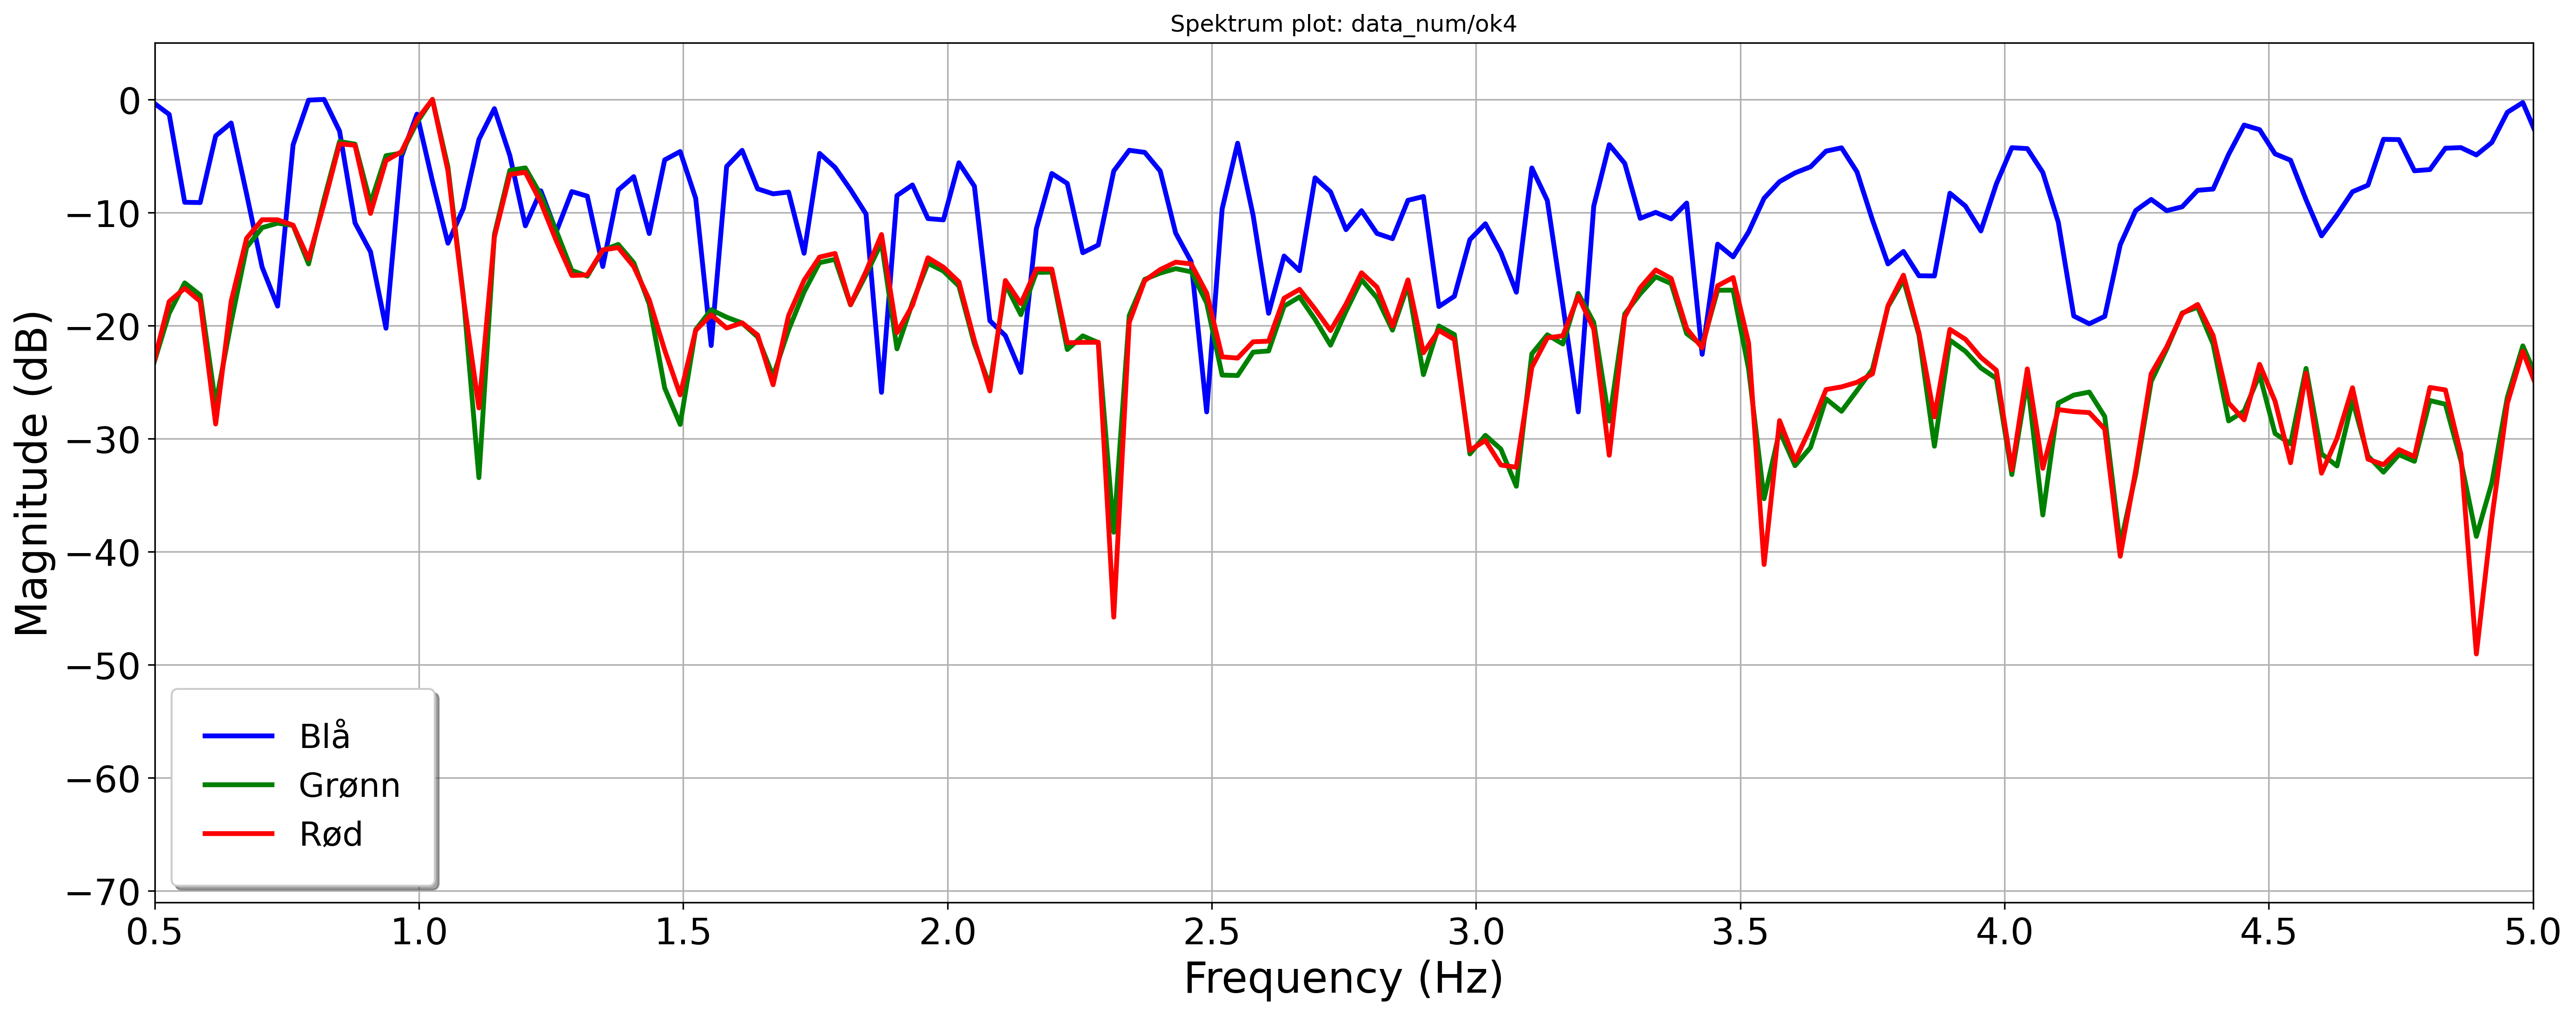 Spektrum plot: data_num/ok4
Magnitude (dB)
0
−10
−20
−30
−40
−50
−60
−70
Blå
Grønn
Rød
0.5 1.0 1.5 2.0 2.5 3.0 3.5 4.0 4.5 5.0
Frequency (Hz)